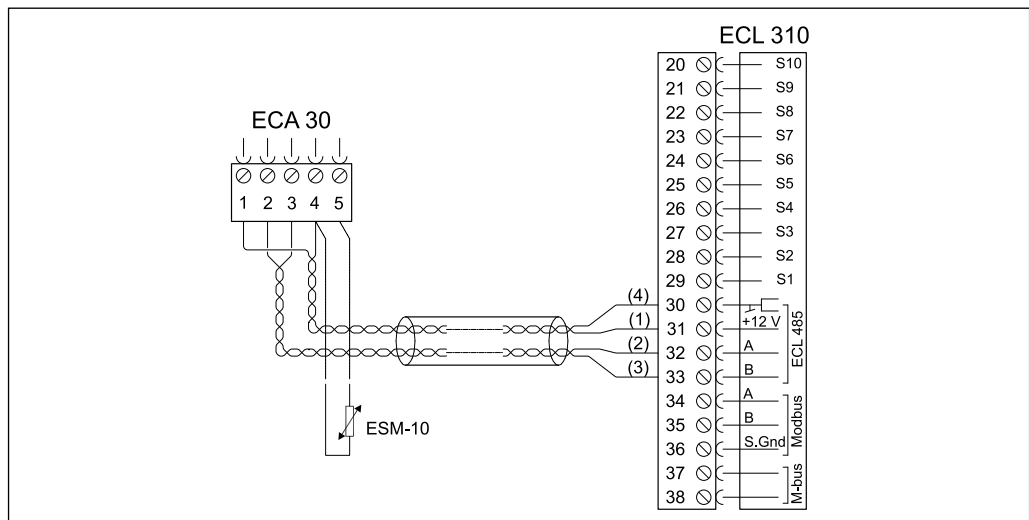 ECL 310
20 S10
21 S9
22 S8
ECA 30
23 S7
24 S6
25 S5
1 2 3 4 5
26 S4
27 S3
28 S2
29 S1
(4) 30
(1) 31 +12 V
(2) 32 A
(3) 33 B
ECL 485
34 A
35 B
36 S.Gnd
Modbus
ESM-10
37
38
M-bus